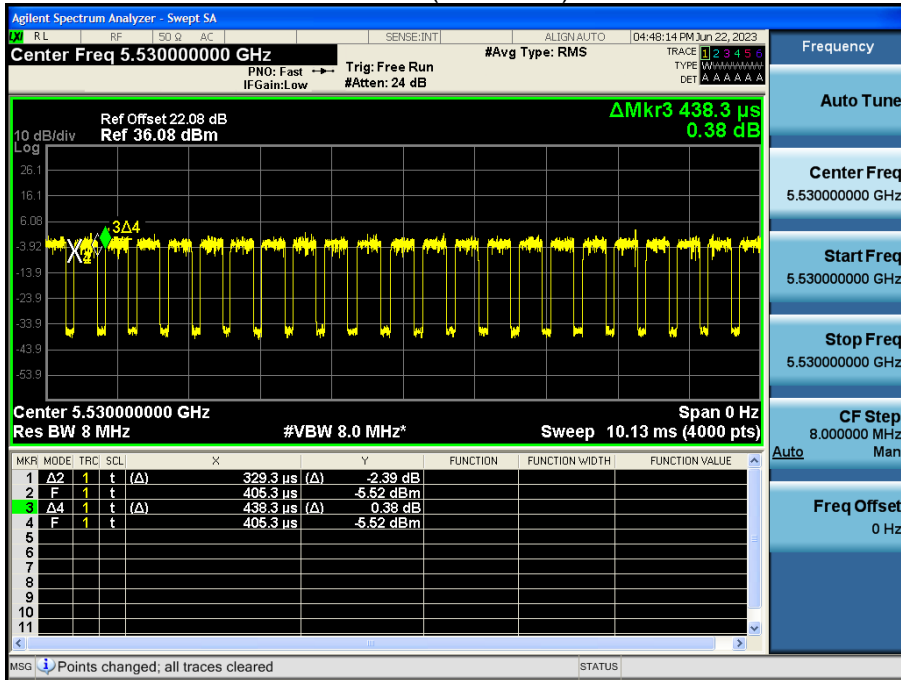 Agilent Spectrum Analyzer - Swept SA
LXI RL RF 50 Ω AC SENSE:INT ALIGN AUTO 04:48:14 PM Jun 22, 2023
Center Freq 5.530000000 GHz #Avg Type: RMS TRACE 1 2 3 4 5 6
PNO: Fast Trig: Free Run TYPE WWWWWW
IFGain:Low #Atten: 24 dB DET A A A A A A
Frequency
ΔMkr3 438.3 µs
0.38 dB
Ref Offset 22.08 dB
10 dB/div Ref 36.08 dBm
Log
26.1
16.1
6.08
-3.92
-13.9
-23.9
-33.9
-43.9
-53.9
3Δ4
Center 5.530000000 GHz Span 0 Hz
Res BW 8 MHz #VBW 8.0 MHz* Sweep 10.13 ms (4000 pts)
MKR MODE TRC SCL X Y FUNCTION FUNCTION WIDTH FUNCTION VALUE
1 Δ2 1 t (Δ) 329.3 µs (Δ) -2.39 dB
2 F 1 t 405.3 µs -5.52 dBm
3 Δ4 1 t (Δ) 438.3 µs (Δ) 0.38 dB
4 F 1 t 405.3 µs -5.52 dBm
5
6
7
8
9
10
11
Auto Tune
Center Freq
5.530000000 GHz
Start Freq
5.530000000 GHz
Stop Freq
5.530000000 GHz
CF Step
8.000000 MHz
Auto Man
Freq Offset
0 Hz
MSG Points changed; all traces cleared STATUS